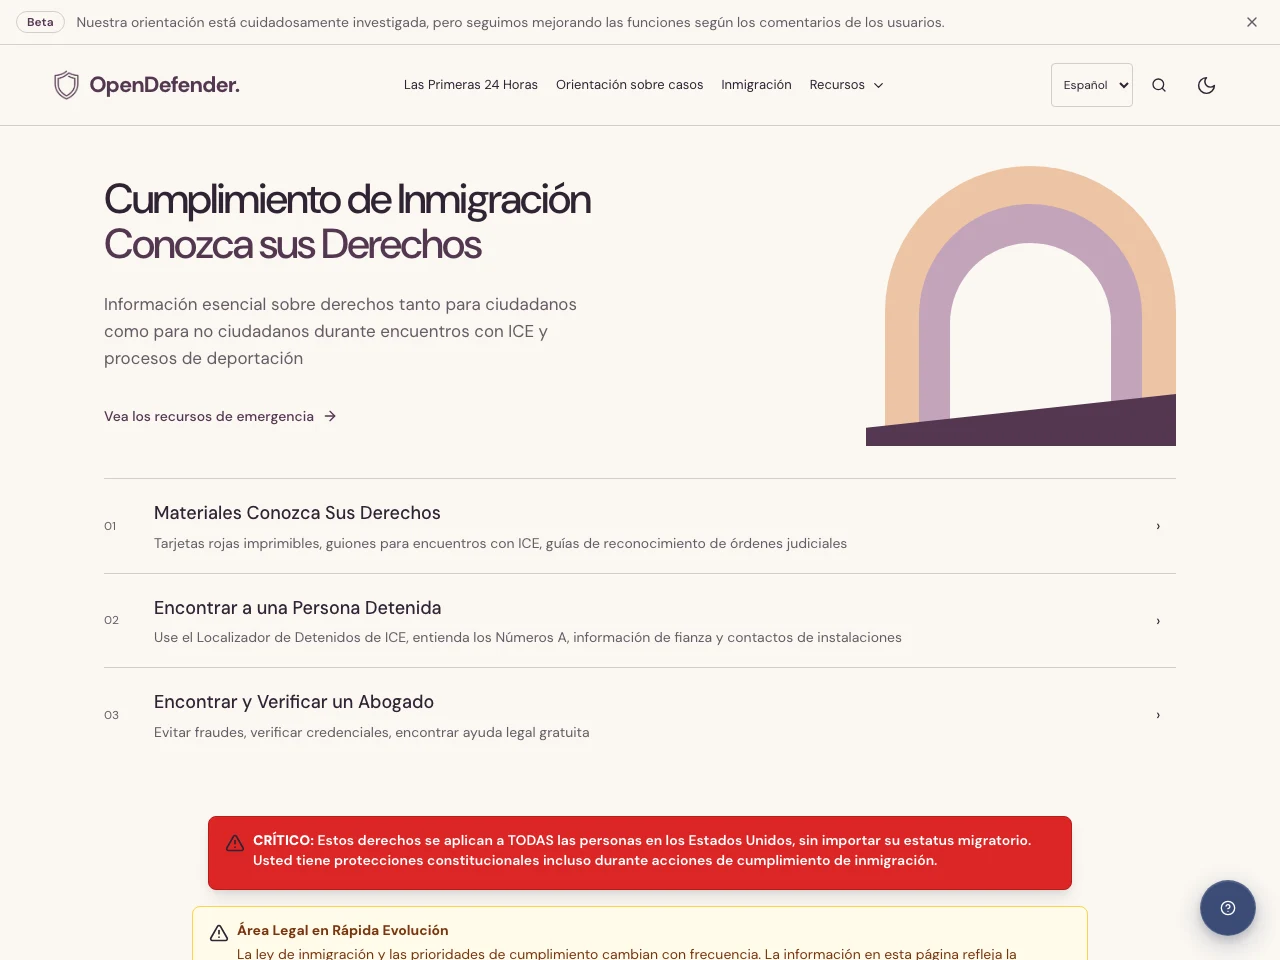 Beta
Nuestra orientación está cuidadosamente investigada, pero seguimos mejorando las funciones según los comentarios de los usuarios.
OpenDefender.
Las Primeras 24 Horas
Orientación sobre casos
Inmigración
Recursos
Español
Cumplimiento de Inmigración
Conozca sus Derechos
Información esencial sobre derechos tanto para ciudadanos
como para no ciudadanos durante encuentros con ICE y
procesos de deportación
Vea los recursos de emergencia
01
Materiales Conozca Sus Derechos
Tarjetas rojas imprimibles, guiones para encuentros con ICE, guías de reconocimiento de órdenes judiciales
02
Encontrar a una Persona Detenida
Use el Localizador de Detenidos de ICE, entienda los Números A, información de fianza y contactos de instalaciones
03
Encontrar y Verificar un Abogado
Evitar fraudes, verificar credenciales, encontrar ayuda legal gratuita
CRÍTICO: Estos derechos se aplican a TODAS las personas en los Estados Unidos, sin importar su estatus migratorio.
Usted tiene protecciones constitucionales incluso durante acciones de cumplimiento de inmigración.
Área Legal en Rápida Evolución
La ley de inmigración y las prioridades de cumplimiento cambian con frecuencia. La información en esta página refleja la